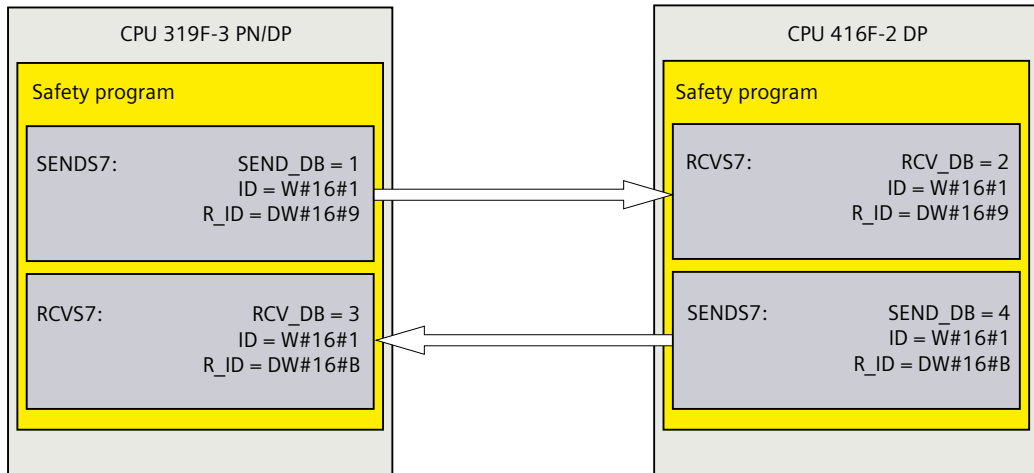 CPU 319F-3 PN/DP
Safety program
SENDS7: SEND_DB = 1
ID = W#16#1
R_ID = DW#16#9
RCVS7: RCV_DB = 3
ID = W#16#1
R_ID = DW#16#B
CPU 416F-2 DP
Safety program
RCVS7: RCV_DB = 2
ID = W#16#1
R_ID = DW#16#9
SENDS7: SEND_DB = 4
ID = W#16#1
R_ID = DW#16#B